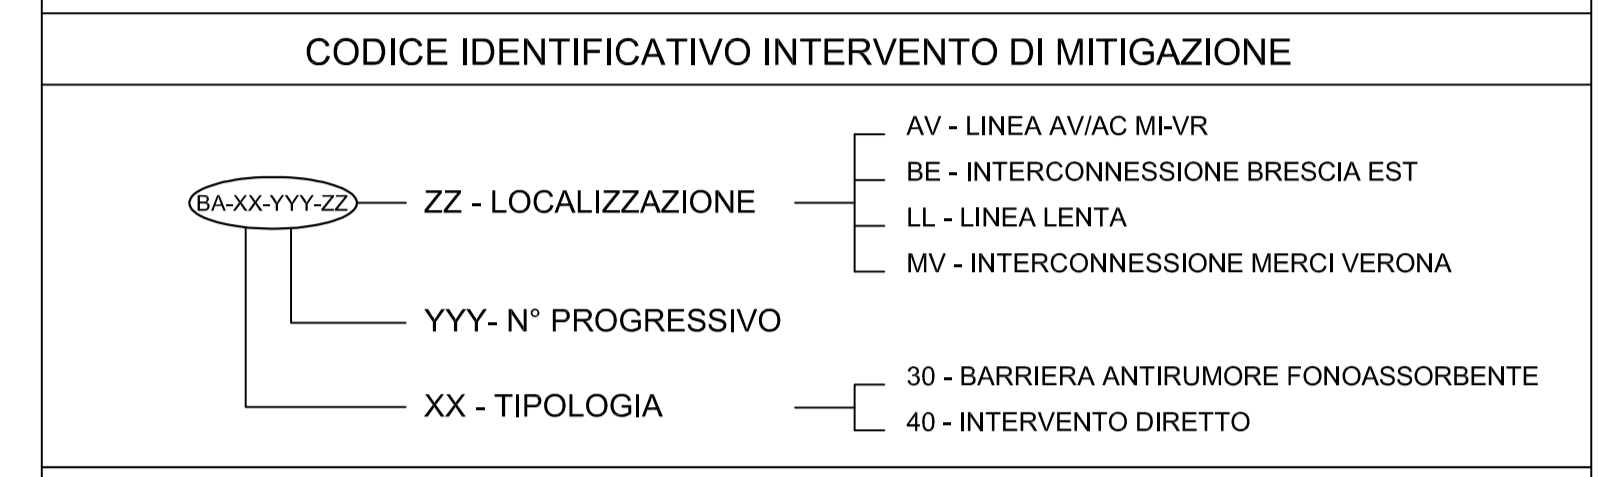 CODICE IDENTIFICATIVO INTERVENTO DI MITIGAZIONE
BA-XX-YYY-ZZ
ZZ - LOCALIZZAZIONE
AV - LINEA AV/AC MI-VR
BE - INTERCONNESSIONE BRESCIA EST
LL - LINEA LENTA
MV - INTERCONNESSIONE MERCI VERONA
YYY- N° PROGRESSIVO
XX - TIPOLOGIA
30 - BARRIERA ANTIRUMORE FONOASSORBENTE
40 - INTERVENTO DIRETTO